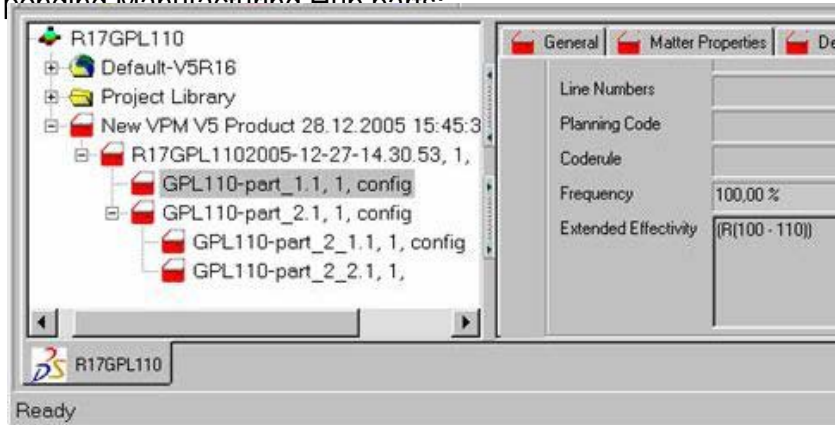 R17GPL110
Default-V5R16
Project Library
New VPM V5 Product 28.12.2005 15:45:3
R17GPL1102005-12-27-14.30.53, 1,
GPL110-part_1.1, 1, config
GPL110-part_2.1, 1, config
GPL110-part_2_1.1, 1, config
GPL110-part_2_2.1, 1,
General Matter Properties De
Line Numbers
Planning Code
Coderule
Frequency 100,00 %
Extended Effectivity (R(100 - 110))
R17GPL110
Ready